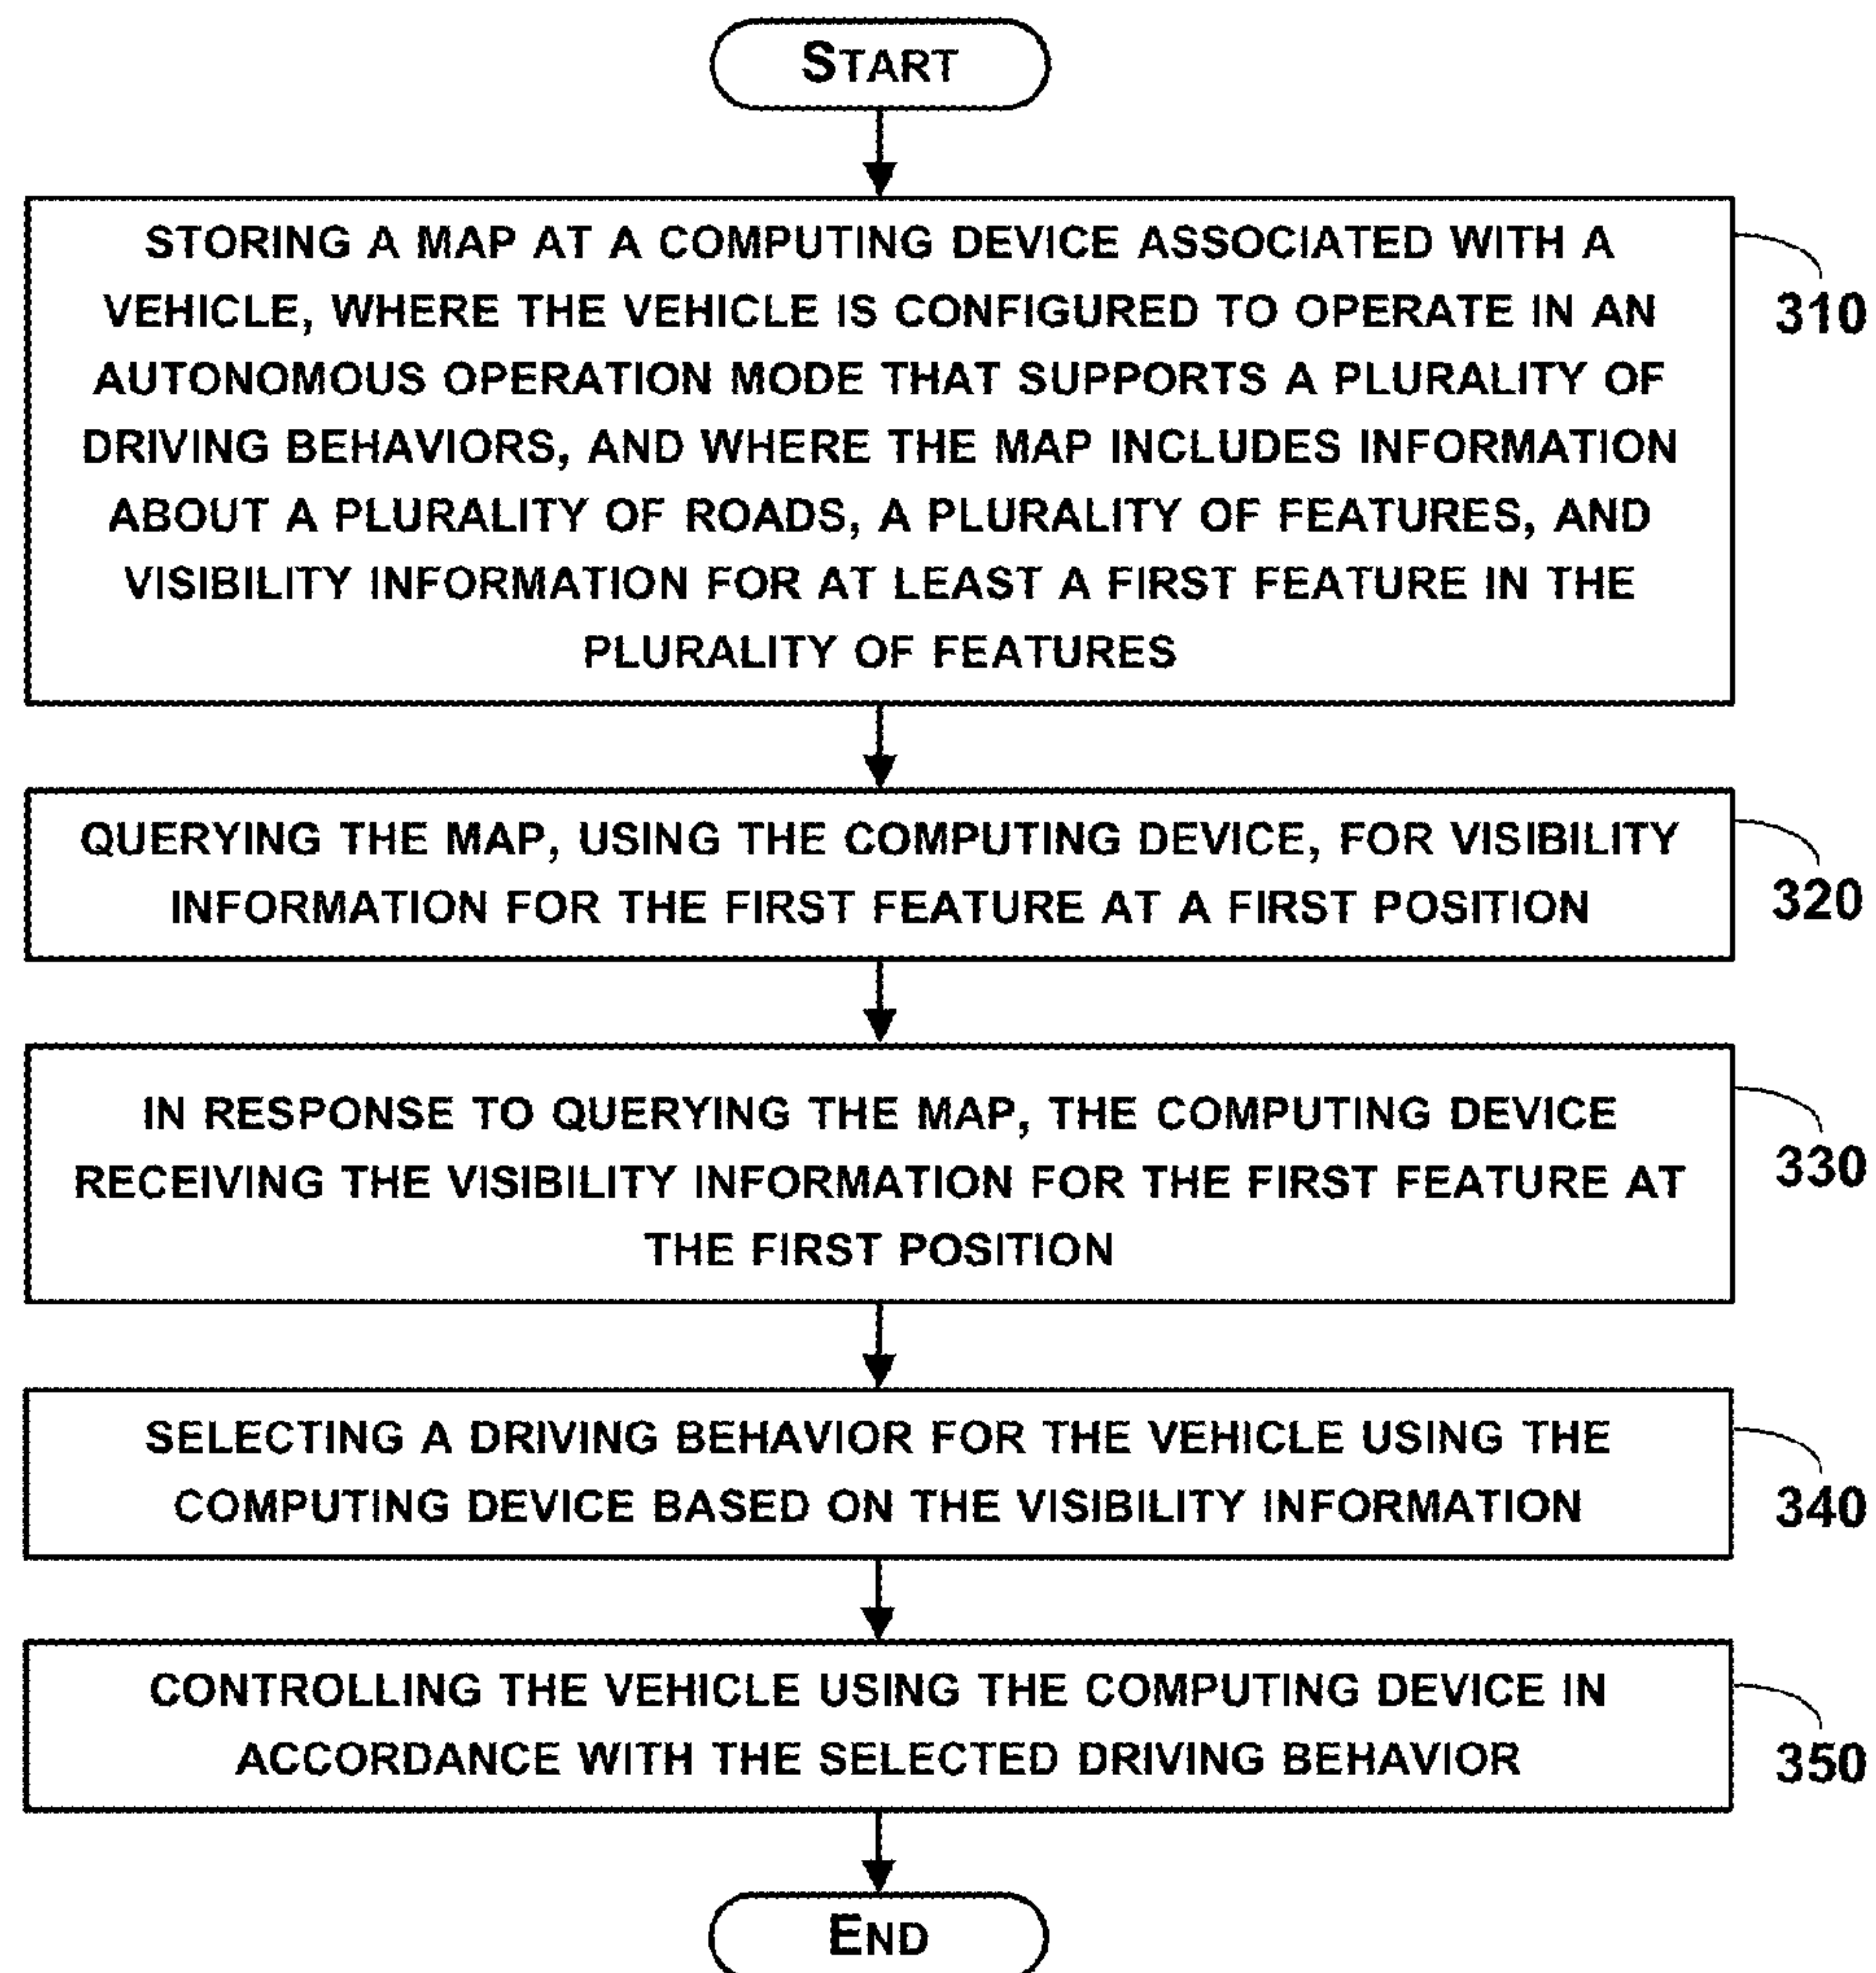 START
STORING A MAP AT A COMPUTING DEVICE ASSOCIATED WITH A
VEHICLE, WHERE THE VEHICLE IS CONFIGURED TO OPERATE IN AN
AUTONOMOUS OPERATION MODE THAT SUPPORTS A PLURALITY OF
DRIVING BEHAVIORS, AND WHERE THE MAP INCLUDES INFORMATION
ABOUT A PLURALITY OF ROADS, A PLURALITY OF FEATURES, AND
VISIBILITY INFORMATION FOR AT LEAST A FIRST FEATURE IN THE
PLURALITY OF FEATURES
310
QUERYING THE MAP, USING THE COMPUTING DEVICE, FOR VISIBILITY
INFORMATION FOR THE FIRST FEATURE AT A FIRST POSITION
320
IN RESPONSE TO QUERYING THE MAP, THE COMPUTING DEVICE
RECEIVING THE VISIBILITY INFORMATION FOR THE FIRST FEATURE AT
THE FIRST POSITION
330
SELECTING A DRIVING BEHAVIOR FOR THE VEHICLE USING THE
COMPUTING DEVICE BASED ON THE VISIBILITY INFORMATION
340
CONTROLLING THE VEHICLE USING THE COMPUTING DEVICE IN
ACCORDANCE WITH THE SELECTED DRIVING BEHAVIOR
350
END